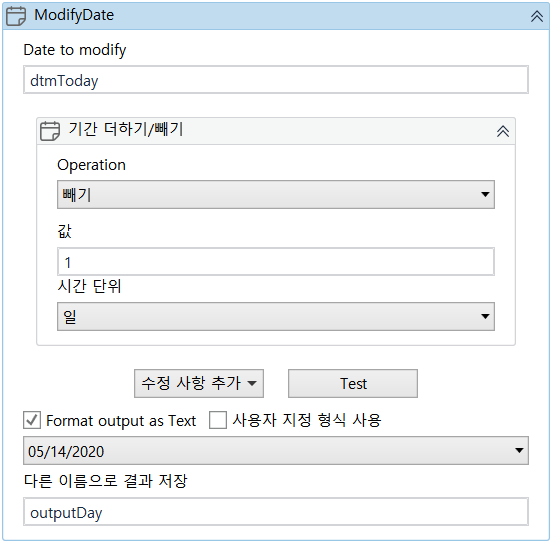 ModifyDate
Date to modify
dtmToday
기간 더하기/빼기
Operation
빼기
값
1
시간 단위
일
수정 사항 추가 Test
Format output as Text 사용자 지정 형식 사용
05/14/2020
다른 이름으로 결과 저장
outputDay